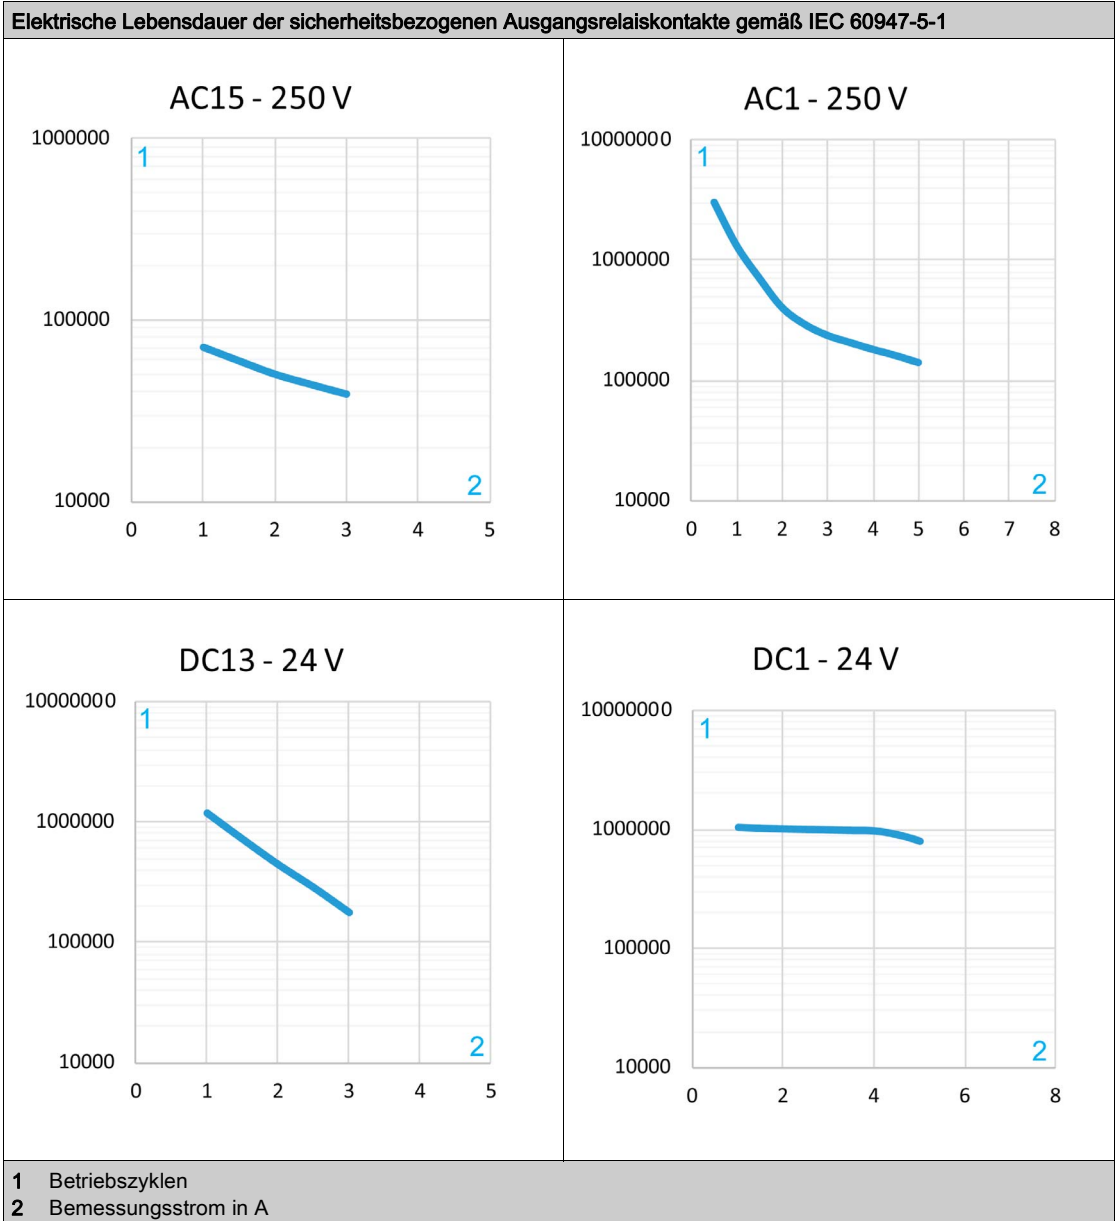 Elektrische Lebensdauer der sicherheitsbezogenen Ausgangsrelaiskontakte gemäß IEC 60947-5-1
AC15 - 250 V
1000000
1
100000
10000
2
0 1 2 3 4 5
AC1 - 250 V
10000000
1
1000000
100000
10000
2
0 1 2 3 4 5 6 7 8
DC13 - 24 V
10000000
1
1000000
100000
10000
2
0 1 2 3 4 5
DC1 - 24 V
10000000
1
1000000
100000
10000
2
0 2 4 6 8
1 Betriebszyklen
2 Bemessungsstrom in A